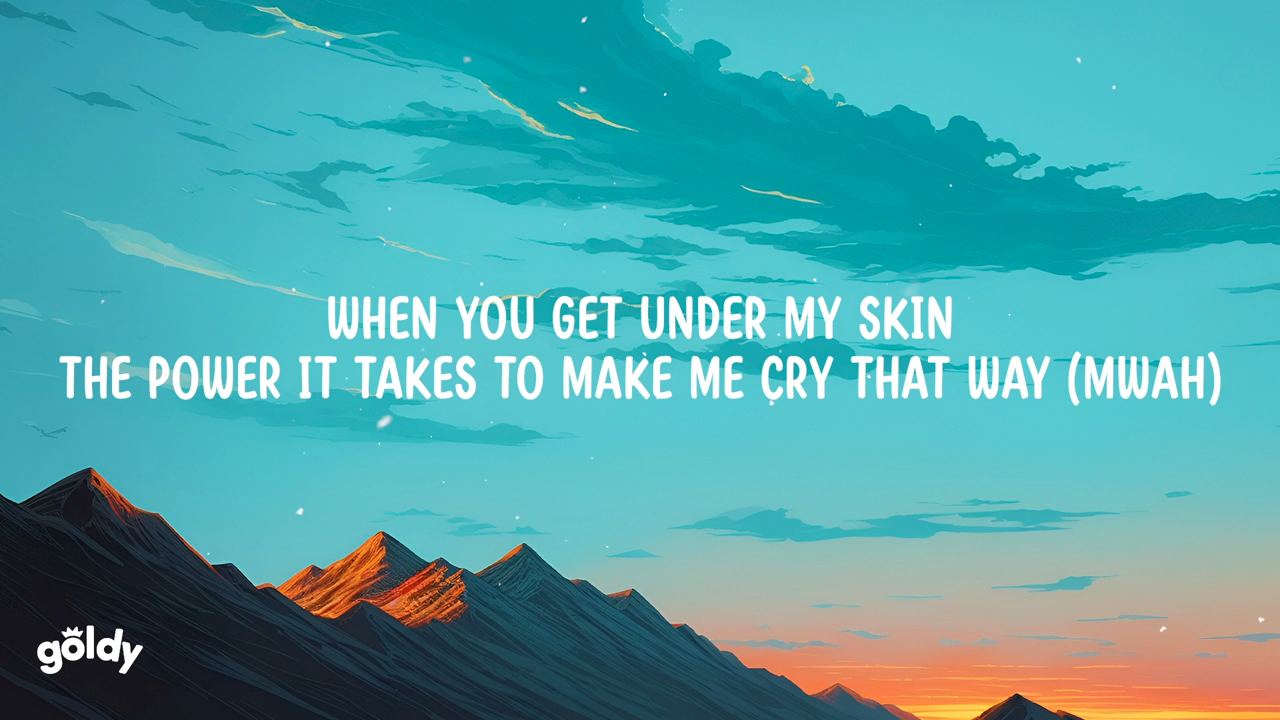 WHEN YOU GET UNDER MY SKIN
THE POWER IT TAKES TO MAKE ME CRY THAT WAY (MWAH)
goldy